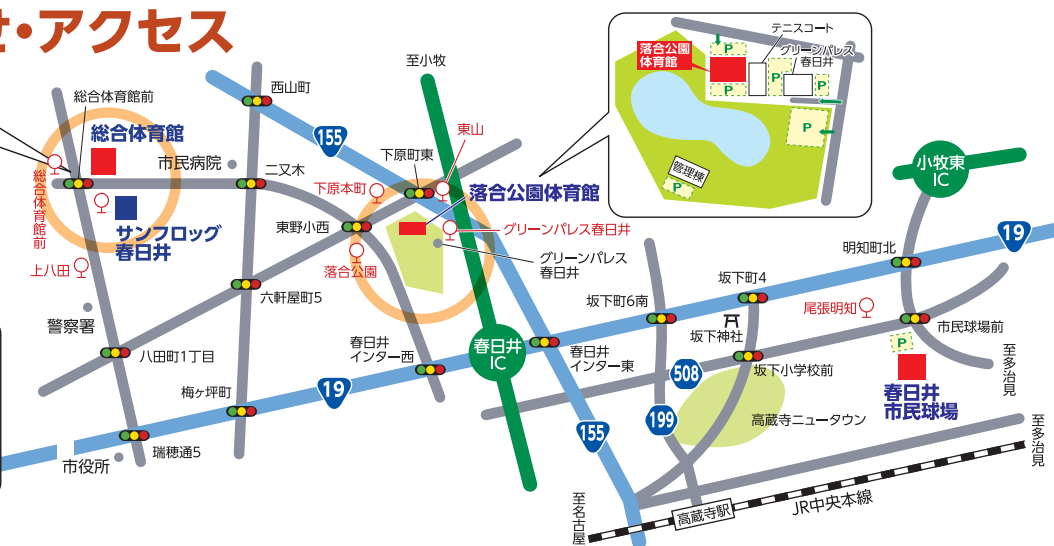 せ・アクセス
至小牧
西山町
総合体育館前
総合体育館
市民病院
155
東山
下原町東
二又木
下原本町
落合公園体育館
総合体育館前
サンフロッグ
春日井
東野小西
グリーンパレス春日井
グリーンパレス
春日井
上八田
落合公園
六軒屋町5
警察署
八田町1丁目
春日井
インター西
春日井
IC
春日井
インター東
梅ヶ坪町
19
瑞穂通5
市役所
155
テニスコート
グリーンパレス
春日井
落合公園
体育館
P
P
P
P
P
管理棟
P
小牧東
IC
19
明知町北
坂下町4
坂下町6南
尾張明知
坂下神社
市民球場前
坂下小学校前
508
P
至多治見
春日井
市民球場
199
高蔵寺ニュータウン
至多治見
至名古屋
高蔵寺駅
JR中央本線